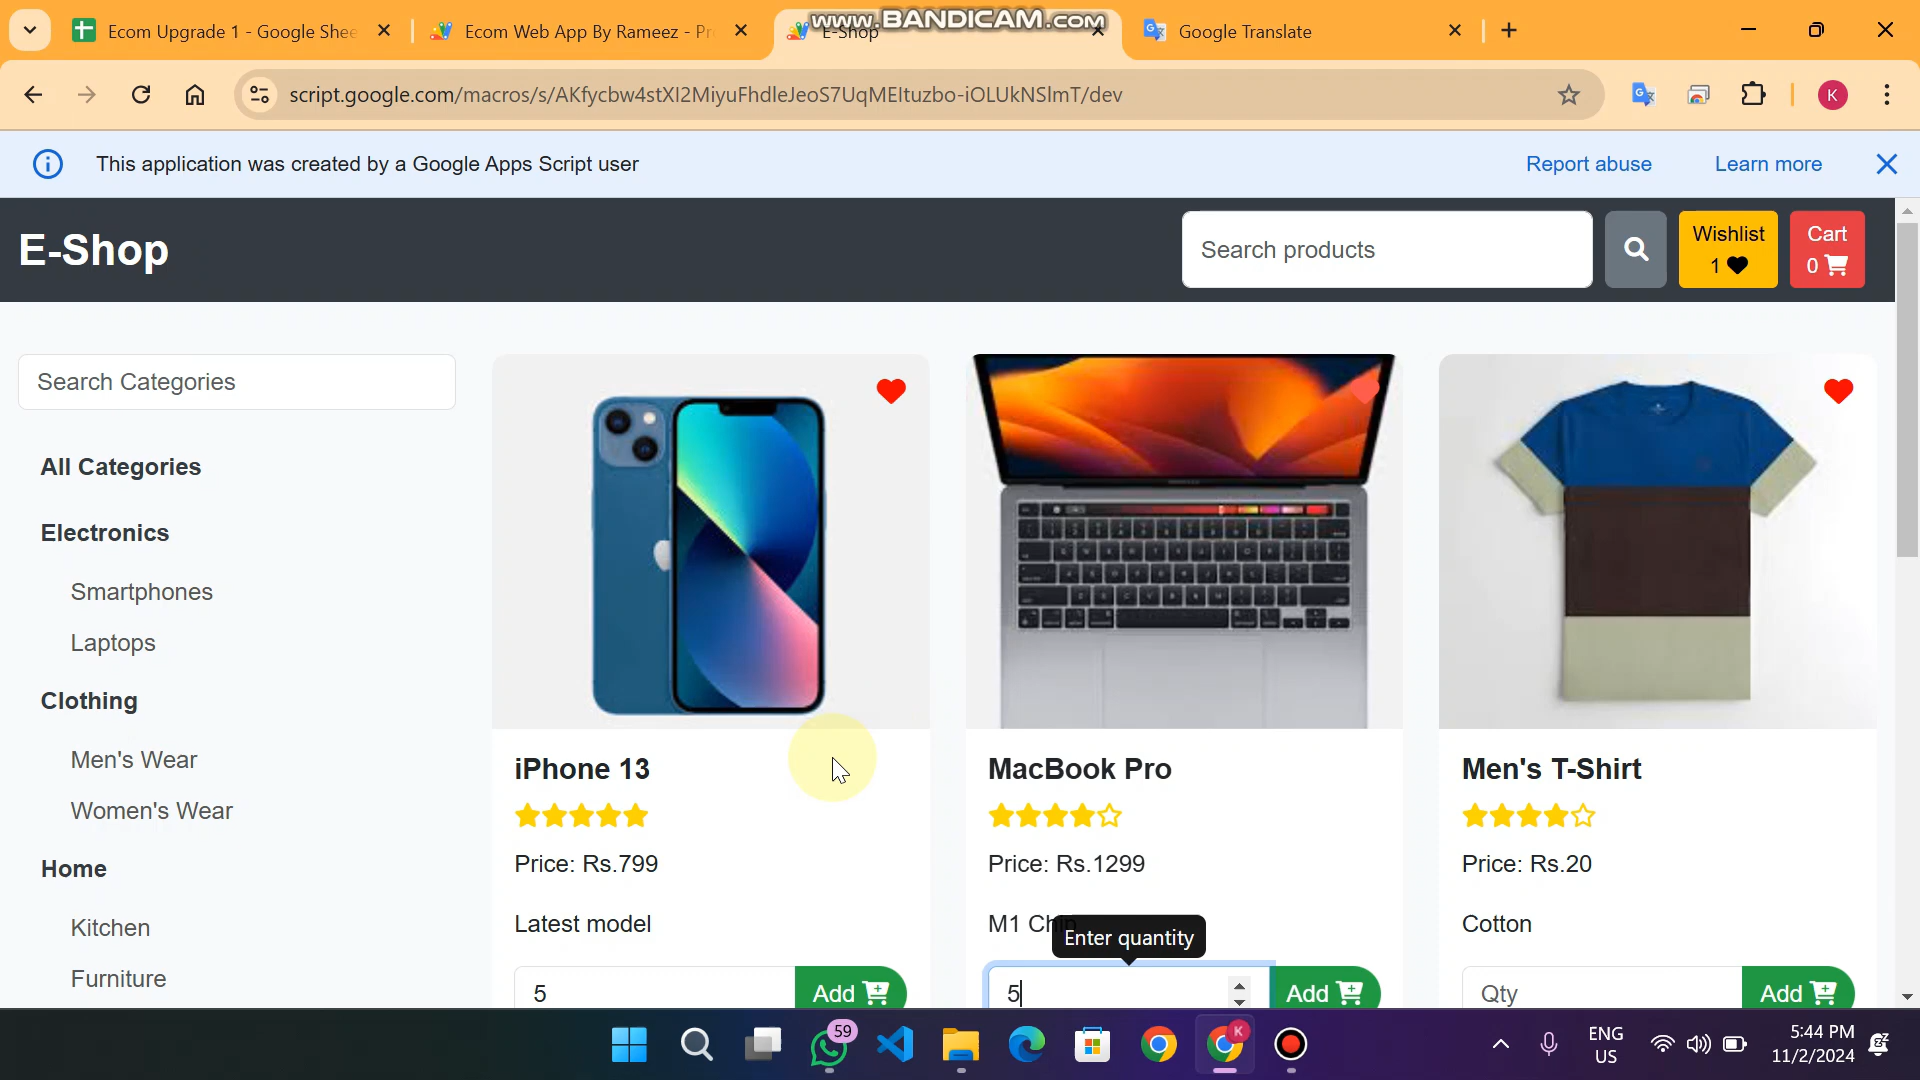 Ecom Upgrade 1 - Google Shee
Ecom Web App By Rameez - Pr
E-Shop
www.BANDICAM.com
Google Translate
script.google.com/macros/s/AKfycbw4stXI2MiyuFhdleJeoS7UqMEItuzbo-iOLUkNSlmT/dev
K
This application was created by a Google Apps Script user
Report abuse
Learn more
E-Shop
Search products
Wishlist
1
Cart
0
Search Categories
All Categories
Electronics
Smartphones
Laptops
Clothing
Men's Wear
Women's Wear
Home
Kitchen
Furniture
iPhone 13
Price: Rs.799
Latest model
5
Add
MacBook Pro
Price: Rs.1299
M1 Chip
Enter quantity
5
Add
Men's T-Shirt
Price: Rs.20
Cotton
Qty
Add
59
K
ENG
US
5:44 PM
11/2/2024